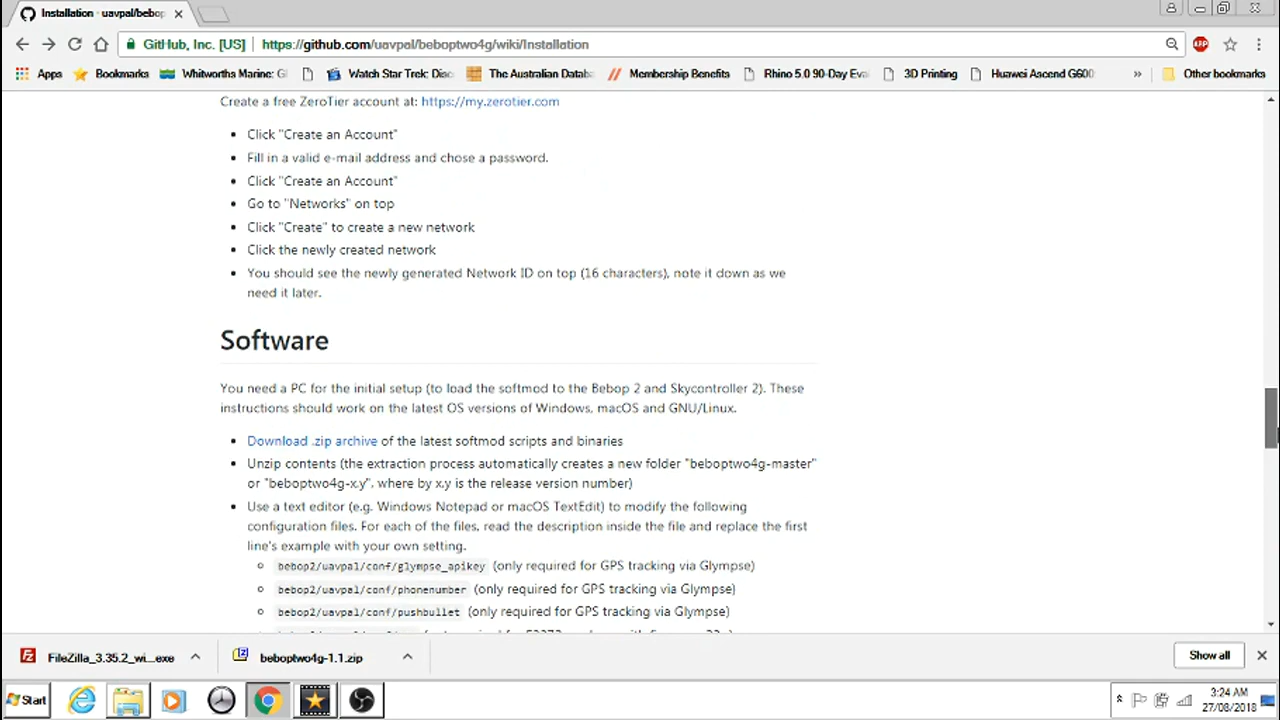 Installation - uavpal/bebop
GitHub, Inc. [US] https://github.com/uavpal/beboptwo4g/wiki/Installation
ABP
Apps Bookmarks Whitworths Marine: G Watch Star Trek: Disc The Australian Datab Membership Benefits Rhino 5.0 90-Day Eva 3D Printing Huawei Ascend G600 » Other bookmarks
Create a free ZeroTier account at: https://my.zerotier.com
• Click "Create an Account"
• Fill in a valid e-mail address and chose a password.
• Click "Create an Account"
• Go to "Networks" on top
• Click "Create" to create a new network
• Click the newly created network
• You should see the newly generated Network ID on top (16 characters), note it down as we
need it later.
Software
You need a PC for the initial setup (to load the softmod to the Bebop 2 and Skycontroller 2). These
instructions should work on the latest OS versions of Windows, macOS and GNU/Linux.
• Download .zip archive of the latest softmod scripts and binaries
• Unzip contents (the extraction process automatically creates a new folder "beboptwo4g-master"
or "beboptwo4g-x.y", where by x.y is the release version number)
• Use a text editor (e.g. Windows Notepad or macOS TextEdit) to modify the following
configuration files. For each of the files, read the description inside the file and replace the first
line's example with your own setting.
bebop2/uavpal/conf/glympse_apikey (only required for GPS tracking via Glympse)
bebop2/uavpal/conf/phonenumber (only required for GPS tracking via Glympse)
bebop2/uavpal/conf/pushbullet (only required for GPS tracking via Glympse)
FileZilla_3.35.2_wi....exe beboptwo4g-1.1.zip Show all
Start
3:24 AM
27/08/2018